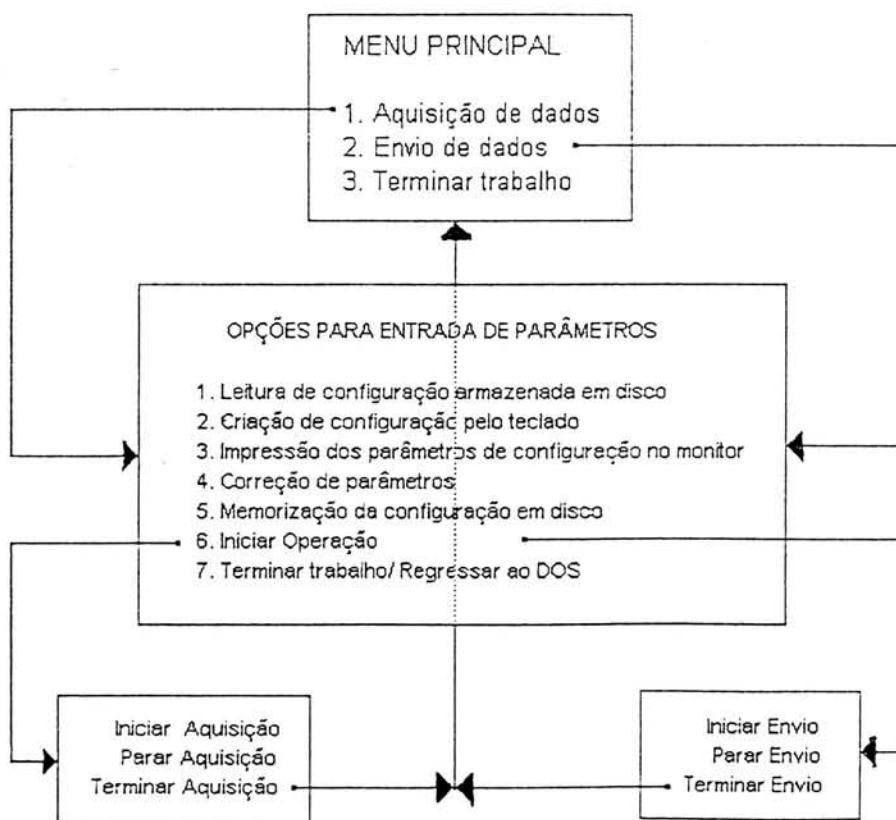 MENU PRINCIPAL
1. Aquisição de dados
2. Envio de dados
3. Terminar trabalho
OPÇÕES PARA ENTRADA DE PARÂMETROS
1. Leitura de configuração armazenada em disco
2. Criação de configuração pelo teclado
3. Impressão dos parâmetros de configuração no monitor
4. Correção de parâmetros
5. Memorização da configuração em disco
6. Iniciar Operação
7. Terminar trabalho/ Regressar ao DOS
Iniciar Aquisição
Parar Aquisição
Terminar Aquisição
Iniciar Envio
Parar Envio
Terminar Envio